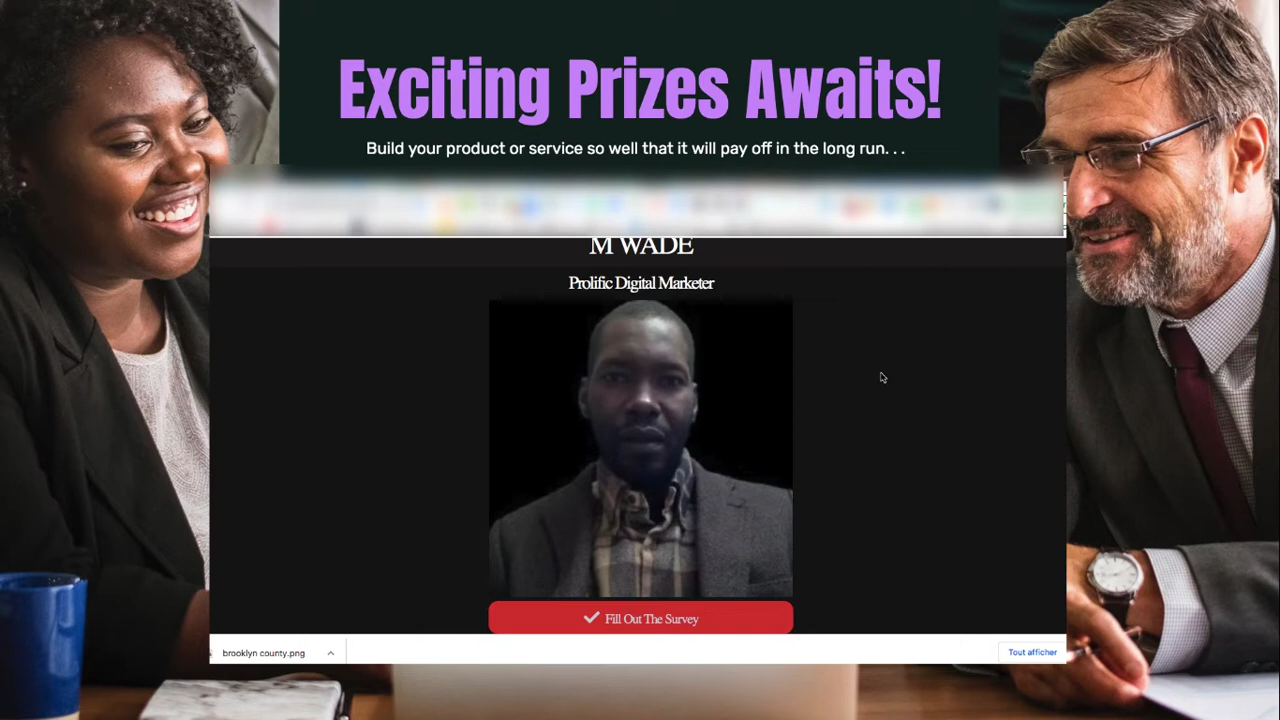 Exciting Prizes Awaits!
Build your product or service so well that it will pay off in the long run. . .
M WADE
Prolific Digital Marketer
Fill Out The Survey
brooklyn county.png
Tout afficher